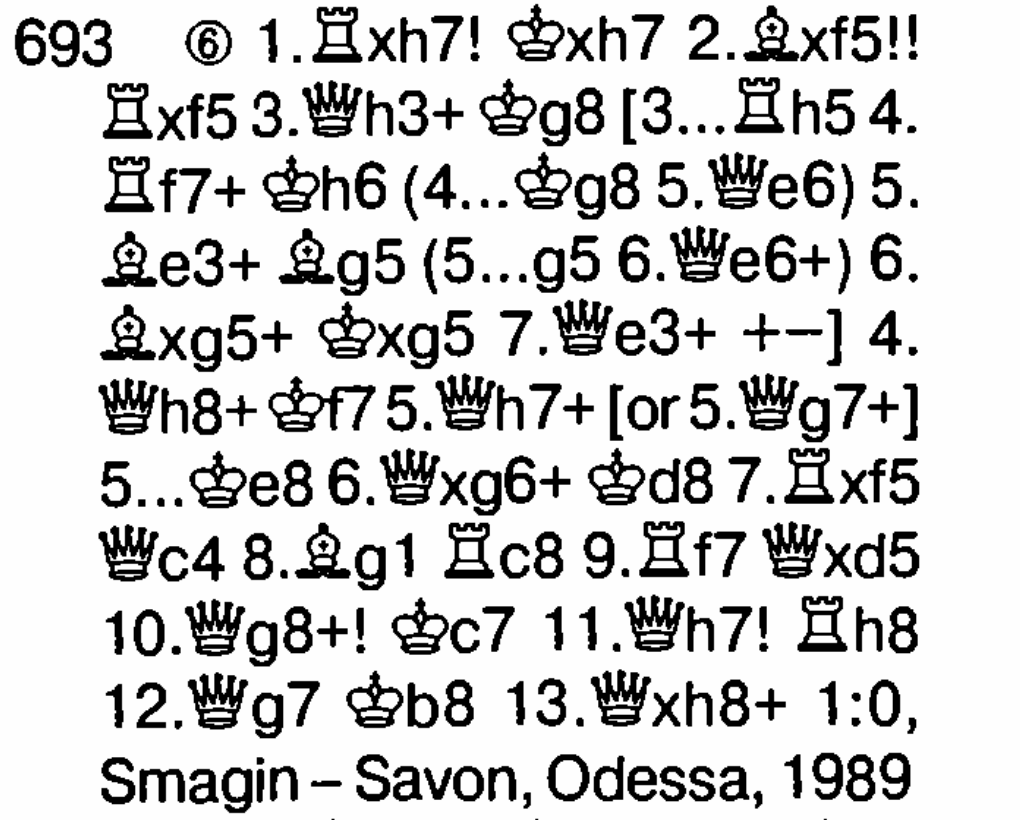 693 ⑥ 1.♖xh7! ♔xh7 2.♗xf5!!
♖xf5 3.♕h3+ ♔g8 [3...♖h5 4.
♖f7+ ♔h6 (4...♔g8 5.♕e6) 5.
♗e3+ ♗g5 (5...g5 6.♕e6+) 6.
♗xg5+ ♔xg5 7.♕e3+ +−] 4.
♕h8+ ♔f7 5.♕h7+ [or 5.♕g7+]
5...♔e8 6.♕xg6+ ♔d8 7.♖xf5
♕c4 8.♗g1 ♖c8 9.♖f7 ♕xd5
10.♕g8+! ♔c7 11.♕h7! ♖h8
12.♕g7 ♔b8 13.♕xh8+ 1:0,
Smagin – Savon, Odessa, 1989